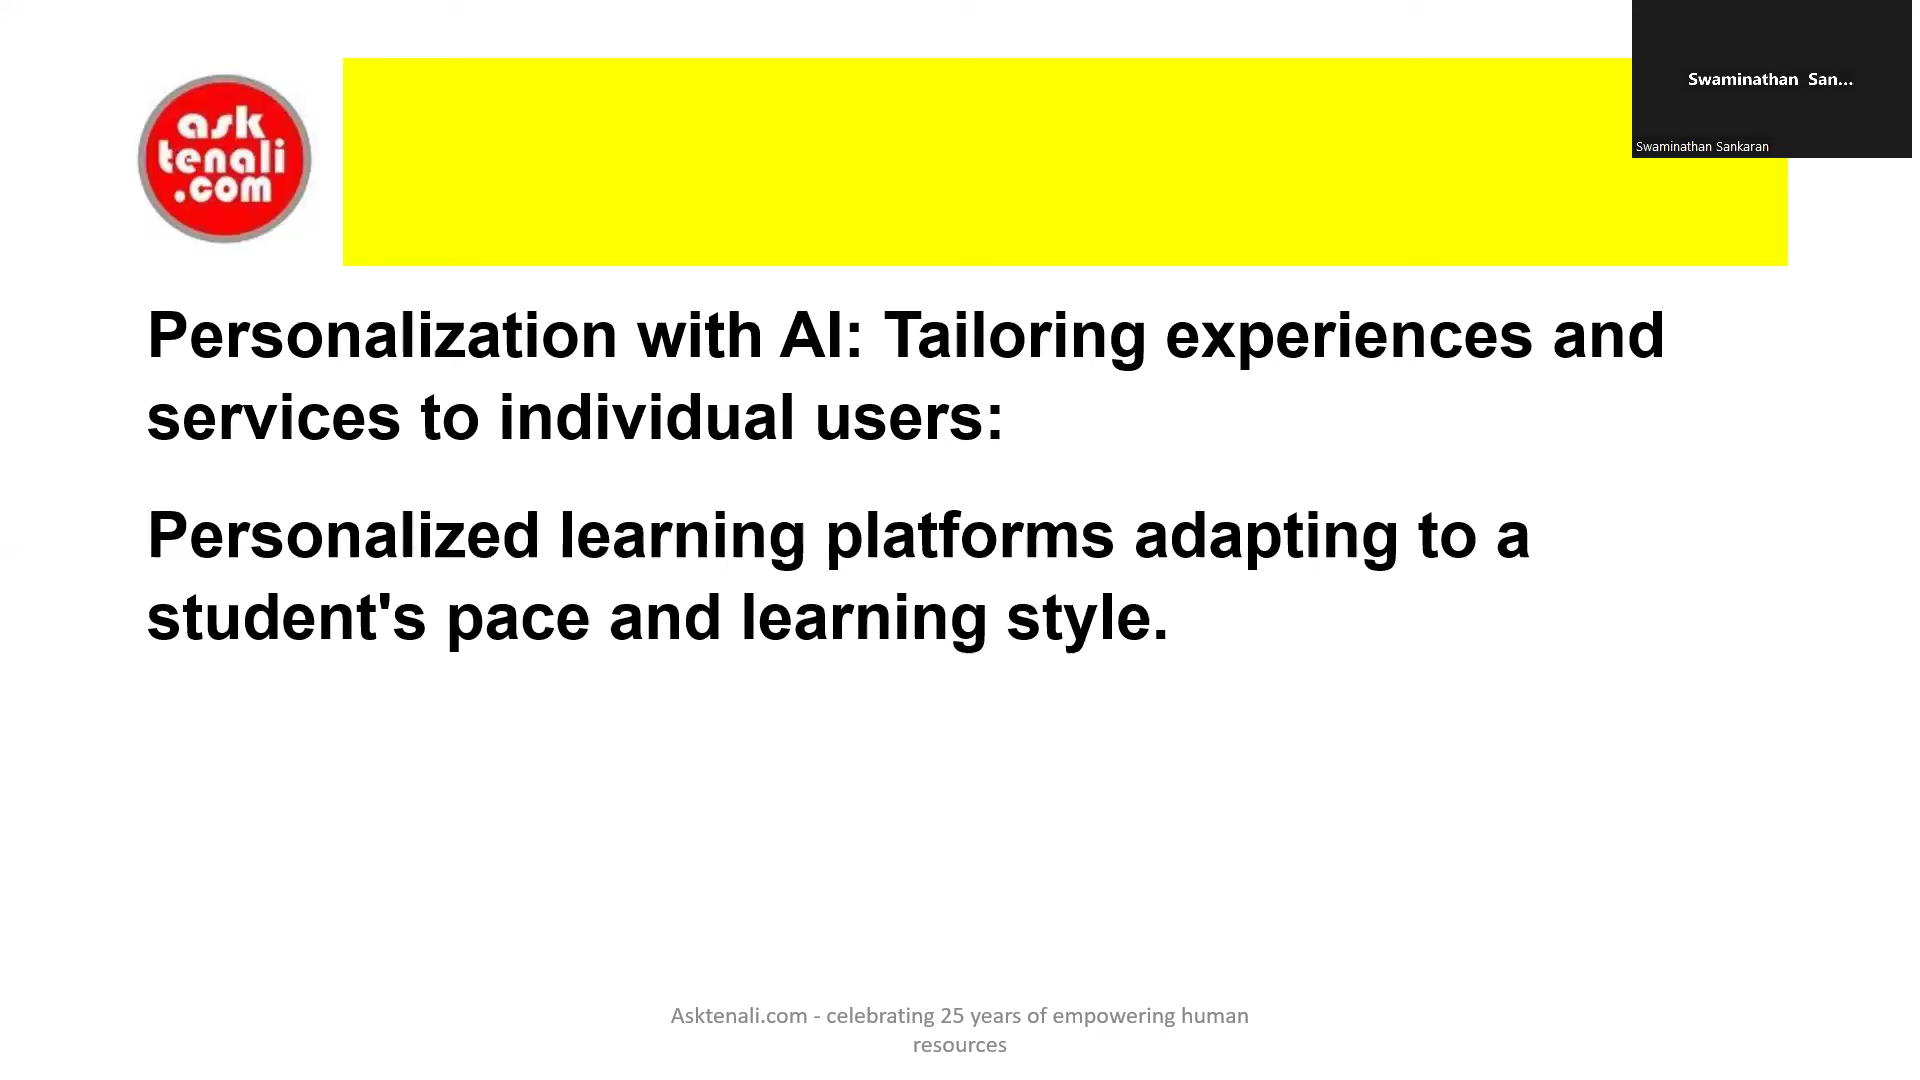 Swaminathan San...
Swaminathan Sankaran
ask
tenali
.com
Personalization with AI: Tailoring experiences and
services to individual users:
Personalized learning platforms adapting to a
student's pace and learning style.
Asktenali.com - celebrating 25 years of empowering human
resources